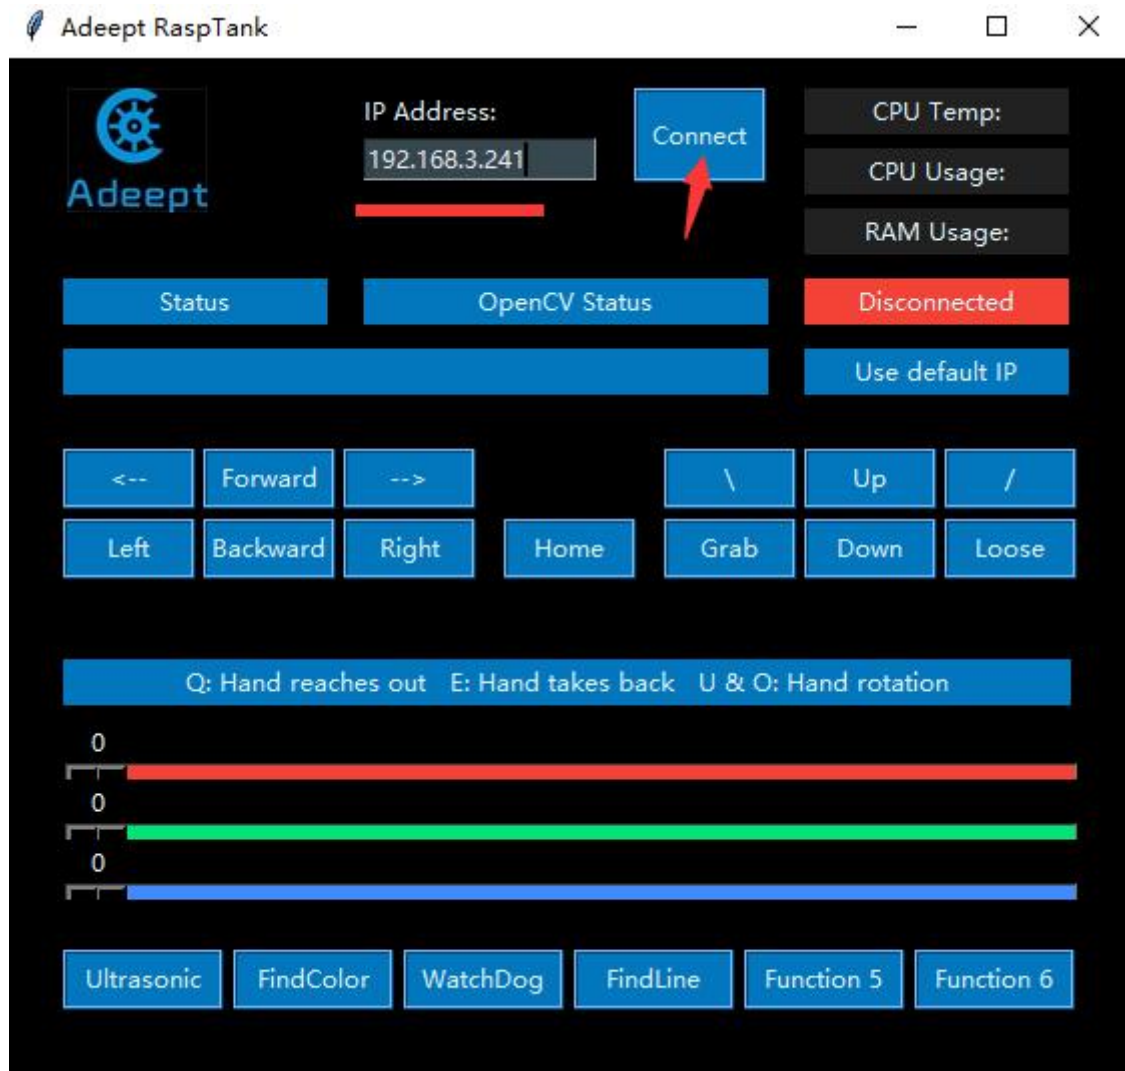 Adeept RaspTank
Adeept
IP Address:
192.168.3.241
Connect
CPU Temp:
CPU Usage:
RAM Usage:
Status
OpenCV Status
Disconnected
Use default IP
<-- Forward --> \ Up /
Left Backward Right Home Grab Down Loose
Q: Hand reaches out E: Hand takes back U & O: Hand rotation
0
0
0
Ultrasonic FindColor WatchDog FindLine Function 5 Function 6